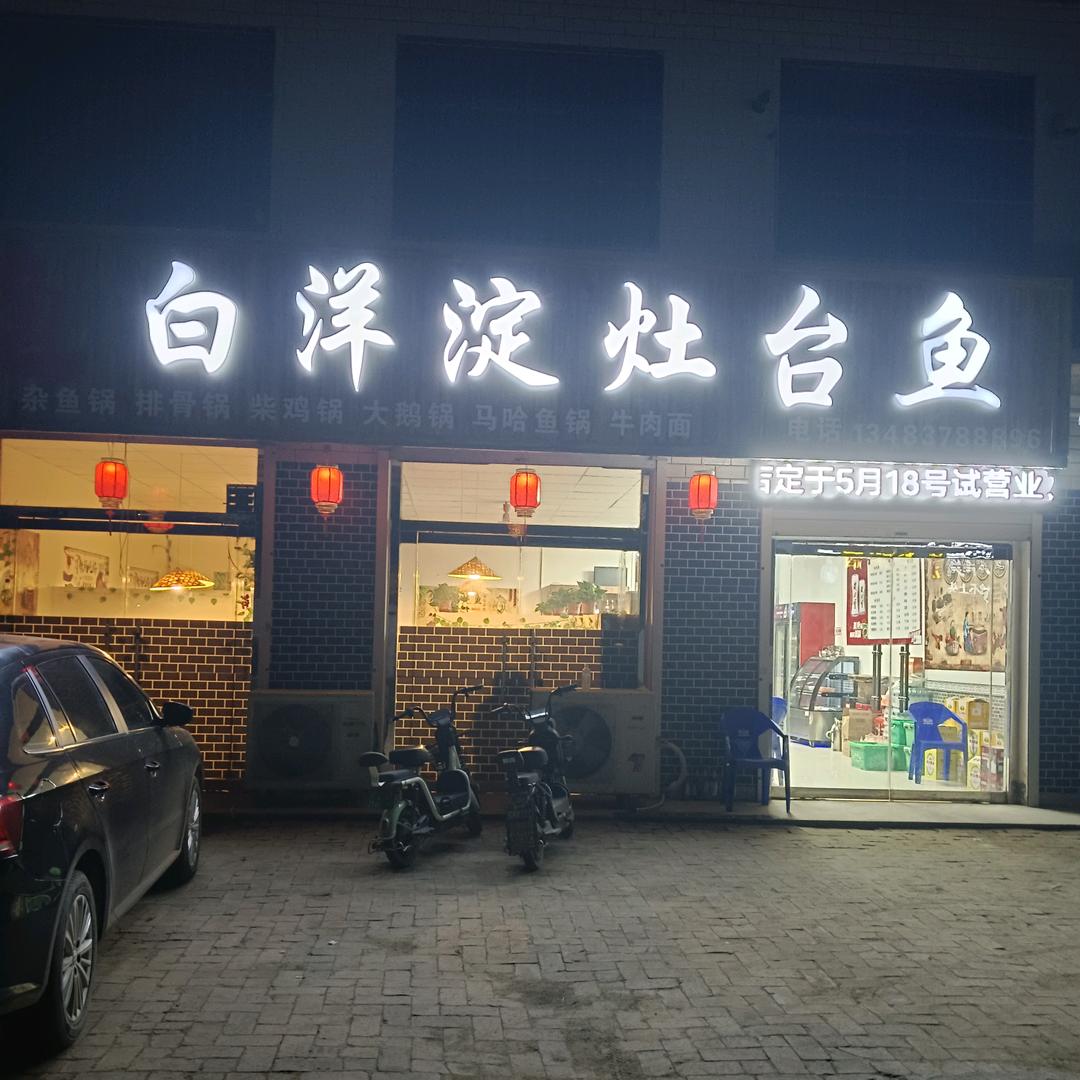 白洋淀灶台鱼
杂鱼锅 排骨锅 柴鸡锅 大鹅锅 马哈鱼锅 牛肉面
电话 13483788896
定于5月18号试营业